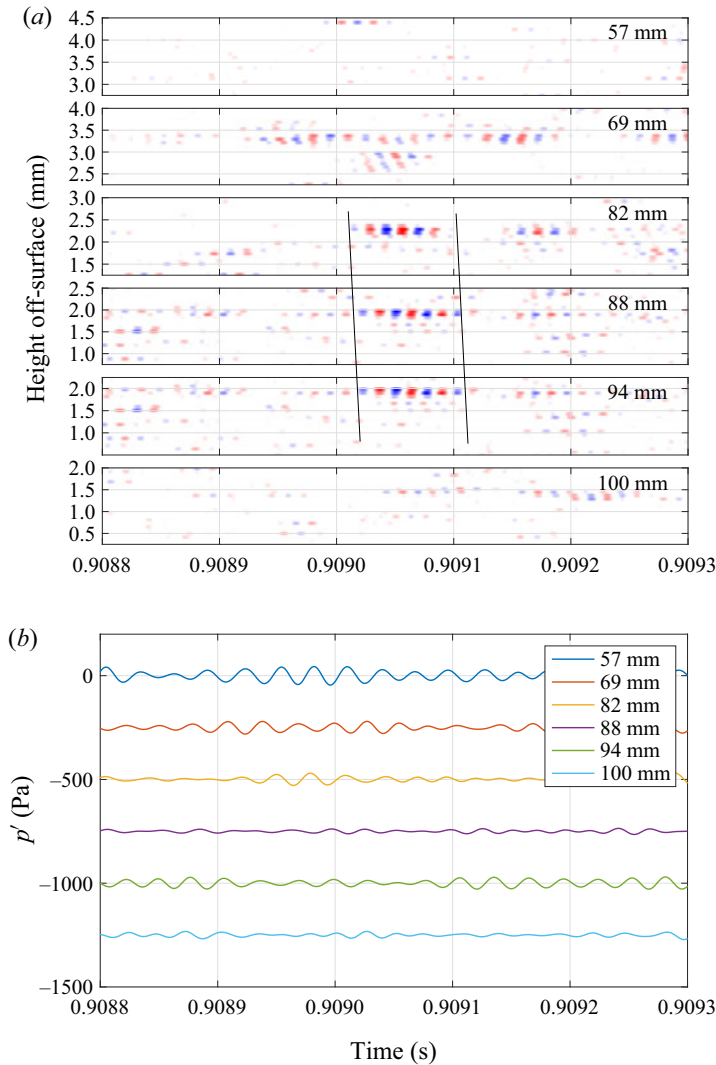 (a)
4.5
4.0
3.5
3.0
57 mm
4.0
3.5
3.0
2.5
69 mm
3.0
2.5
2.0
1.5
82 mm
2.5
2.0
1.5
1.0
88 mm
2.0
1.5
1.0
94 mm
2.0
1.5
1.0
0.5
100 mm
Height off-surface (mm)
0.9088 0.9089 0.9090 0.9091 0.9092 0.9093
(b)
0
−500
−1000
−1500
p′ (Pa)
57 mm
69 mm
82 mm
88 mm
94 mm
100 mm
0.9088 0.9089 0.9090 0.9091 0.9092 0.9093
Time (s)